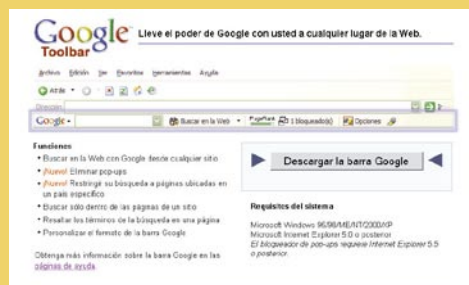 Google Lleve el poder de Google con usted a cualquier lugar de la Web.
Toolbar
Archivo Edición Ver Favoritos Herramientas Ayuda
Atrás
Dirección Ir
Google Buscar en la Web PageRank 1 bloqueado(s) Opciones
Funciones
• Buscar en la Web con Google desde cualquier sitio
• ¡Nuevo! Eliminar pop-ups
• ¡Nuevo! Restringir su búsqueda a páginas ubicadas en
un país específico
• Buscar sólo dentro de las páginas de un sitio
• Resaltar los términos de la búsqueda en una página
• Personalizar el formato de la barra Google
Obtenga más información sobre la barra Google en las
páginas de ayuda.
Descargar la barra Google
Requisitos del sistema
Microsoft Windows 95/98/ME/NT/2000/XP
Microsoft Internet Explorer 5.0 o posterior
El bloqueador de pop-ups requiere Internet Explorer 5.5
o posterior.